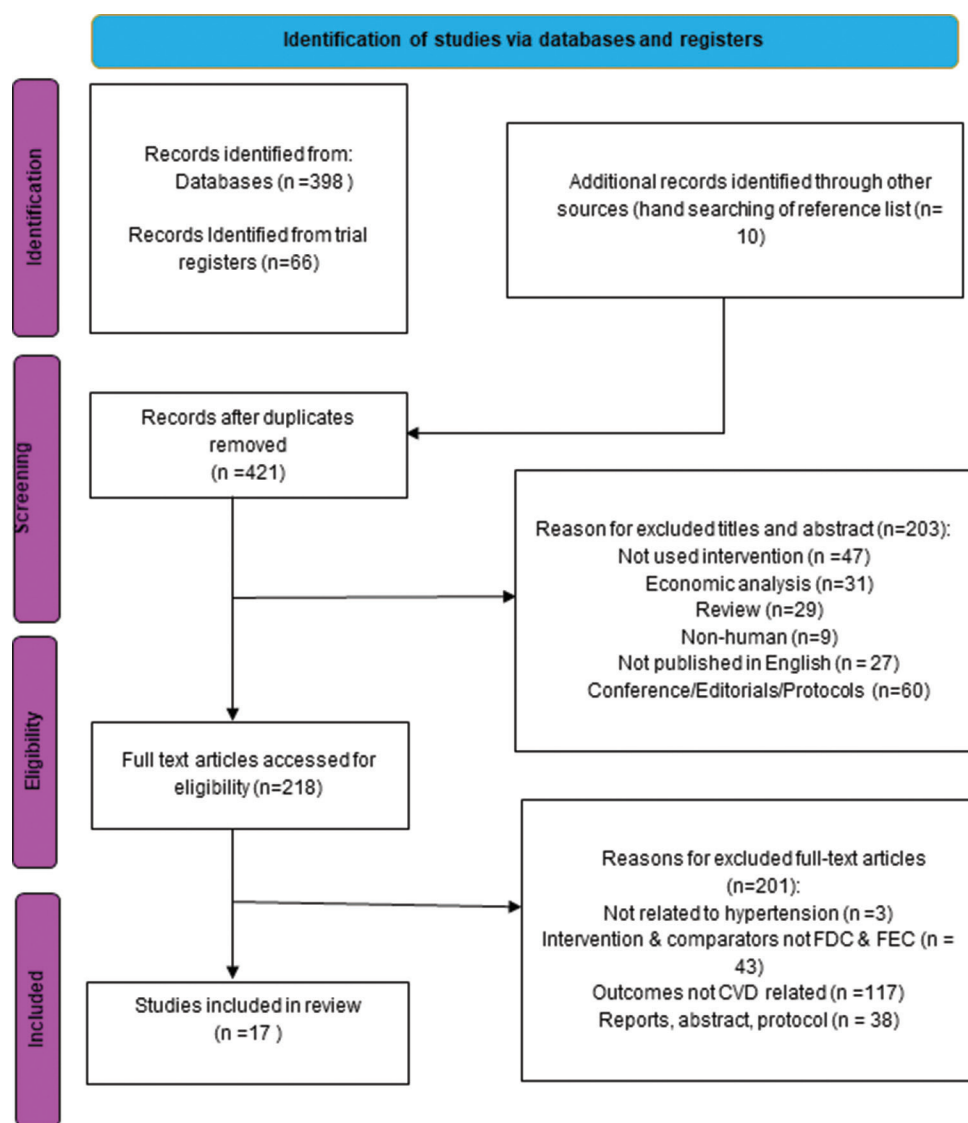 Identification of studies via databases and registers
Identification
Records identified from:
Databases (n =398 )
Records Identified from trial
registers (n=66)
Additional records identified through other
sources (hand searching of reference list (n=
10)
Screening
Records after duplicates
removed
(n =421)
Reason for excluded titles and abstract (n=203):
Not used intervention (n =47)
Economic analysis (n=31)
Review (n=29)
Non-human (n=9)
Not published in English (n = 27)
Conference/Editorials/Protocols (n=60)
Eligibility
Full text articles accessed for
eligibility (n=218)
Reasons for excluded full-text articles
(n=201):
Not related to hypertension (n =3)
Intervention & comparators not FDC & FEC (n =
43)
Outcomes not CVD related (n =117)
Reports, abstract, protocol (n = 38)
Included
Studies included in review
(n =17 )